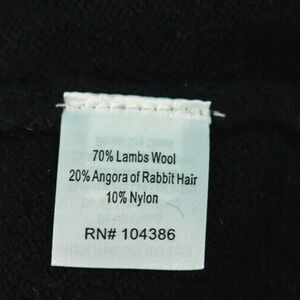 70% Lambs Wool
20% Angora of Rabbit Hair
10% Nylon
RN# 104386